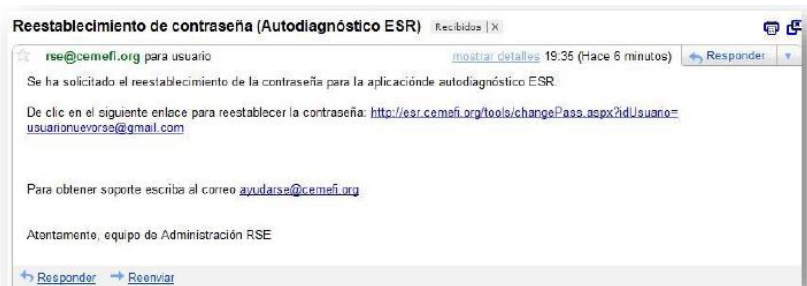 Reestablecimiento de contraseña (Autodiagnóstico ESR) Recibidos | X
rse@cemefi.org para usuario mostrar detalles 19:35 (Hace 6 minutos) Responder
Se ha solicitado el reestablecimiento de la contraseña para la aplicaciónde autodiagnóstico ESR.
De clic en el siguiente enlace para reestablecer la contraseña: http://esr.cemefi.org/tools/changePass.aspx?idUsuario=
usuarionuevorse@gmail.com
Para obtener soporte escriba al correo ayudarse@cemefi.org
Atentamente, equipo de Administración RSE
Responder Reenviar